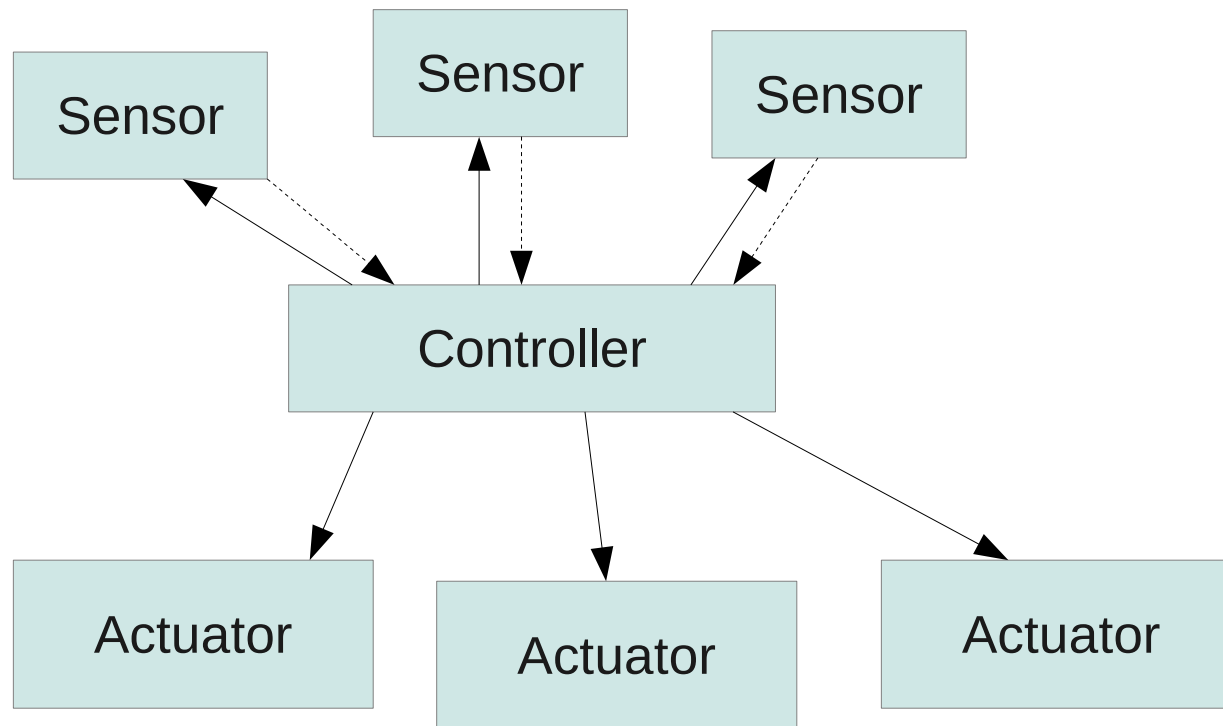 Sensor
Sensor
Sensor
Controller
Actuator
Actuator
Actuator